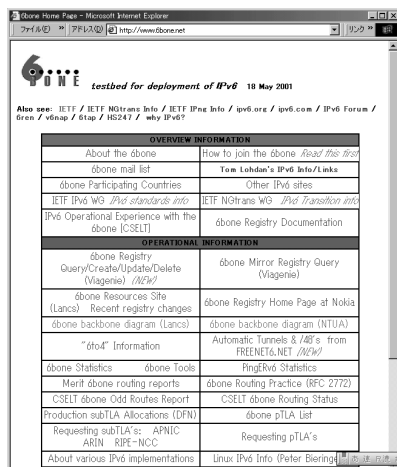 6bone Home Page - Microsoft Internet Explorer
ファイル(F) » アドレス(D) http://www.6bone.net リンク »
6BONE testbed for deployment of IPv6 18 May 2001
Also see: IETF / IETF NGtrans Info / IETF IPng Info / ipv6.org / ipv6.com / IPv6 Forum /
6ren / v6nap / 6tap / HS247 / why IPv6?
OVERVIEW INFORMATION
About the 6bone How to join the 6bone Read this first
6bone mail list Tom Lohdan's IPv6 Info/Links
6bone Participating Countries Other IPv6 sites
IETF IPv6 WG IPv6 standards info IETF NGtrans WG IPv6 Transition info
IPv6 Operational Experience with the
6bone (CSELT) 6bone Registry Documentation
OPERATIONAL INFORMATION
6bone Registry
Query/Create/Update/Delete
(Viagenie) (NEW) 6bone Mirror Registry Query
(Viagenie)
6bone Resources Site
(Lancs) Recent registry changes 6bone Registry Home Page at Nokia
6bone backbone diagram (Lancs) 6bone backbone diagram (NTUA)
"6to4" Information Automatic Tunnels & /48's from
FREENET6.NET (NEW)
6bone Statistics 6bone Tools PingERv6 Statistics
Merit 6bone routing reports 6bone Routing Practice (RFC 2772)
CSELT 6bone Odd Routes Report CSELT 6bone Routing Status
Production subTLA Allocations (DFN) 6bone pTLA List
Requesting subTLA's: APNIC
ARIN RIPE-NCC Requesting pTLA's
About various IPv6 implementations Linux IPv6 Info (Peter Bieringe